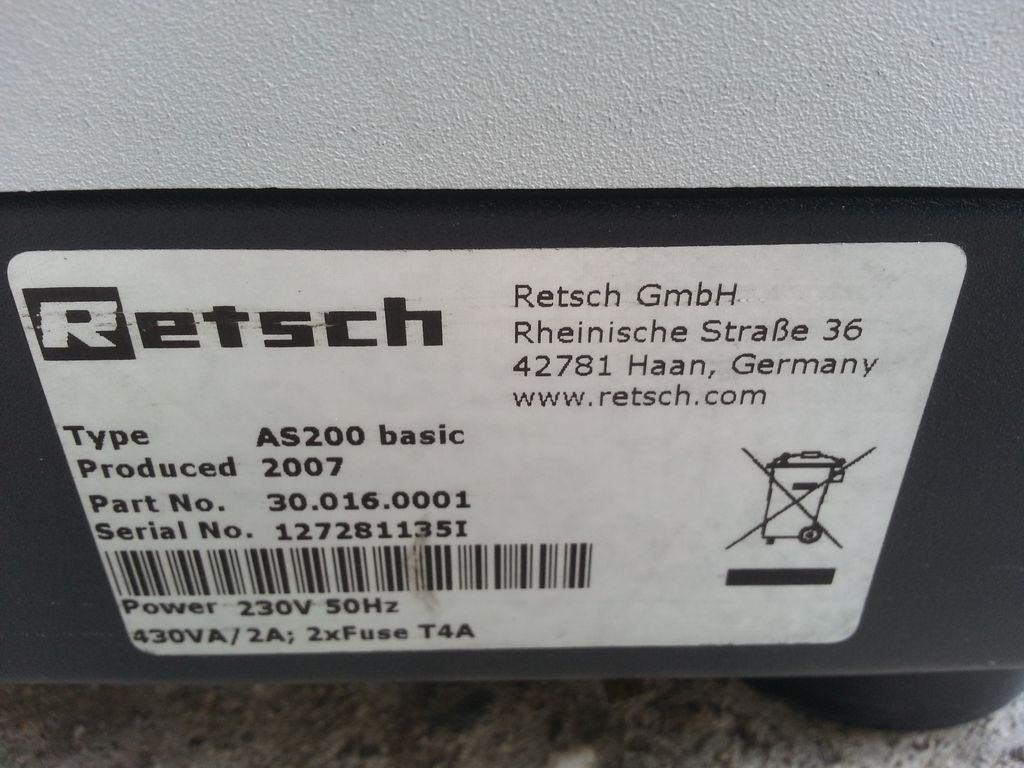 Retsch
Retsch GmbH
Rheinische Straße 36
42781 Haan, Germany
www.retsch.com
Type AS200 basic
Produced 2007
Part No. 30.016.0001
Serial No. 127281135I
Power 230V 50Hz
430VA/2A; 2xFuse T4A